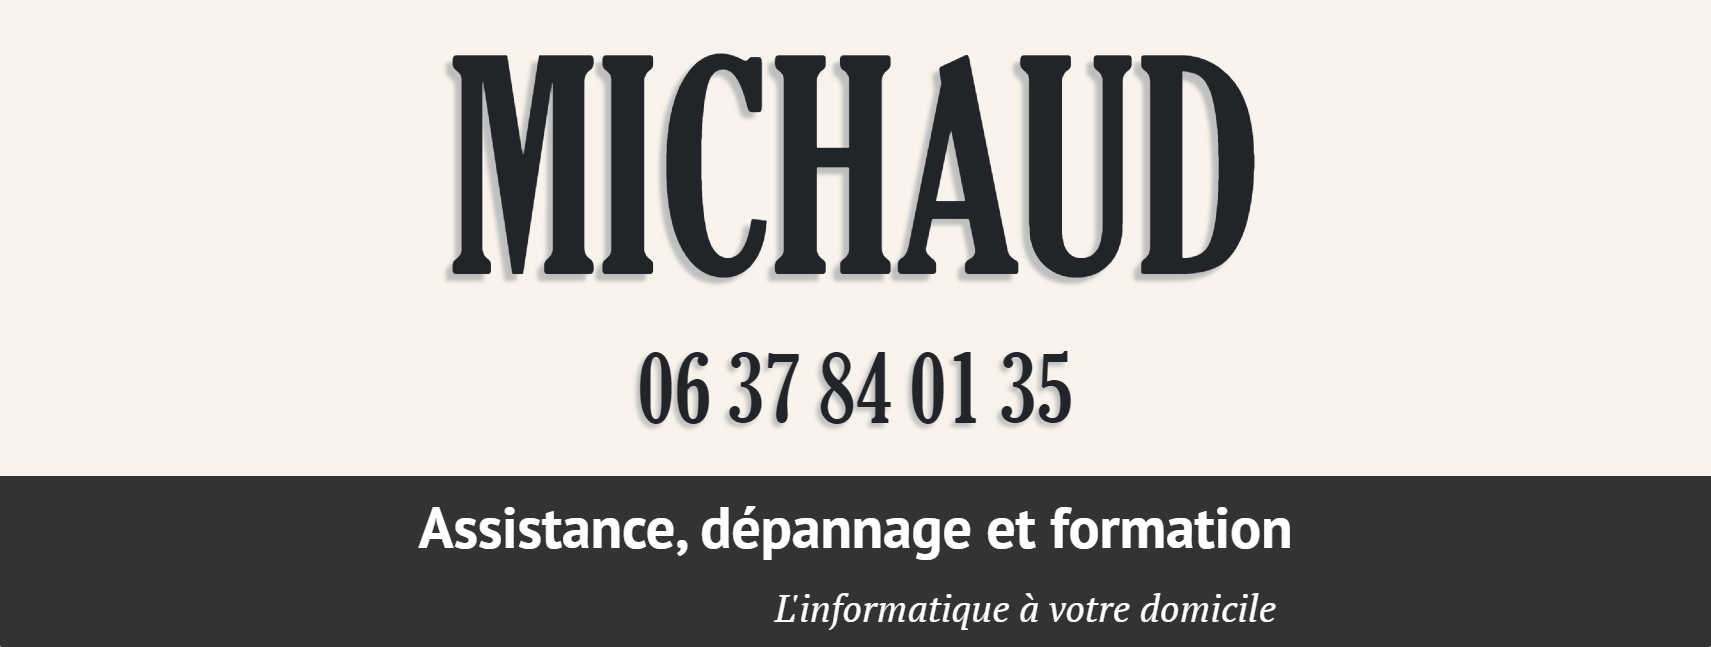 MICHAUD
06 37 84 01 35
Assistance, dépannage et formation
L'informatique à votre domicile